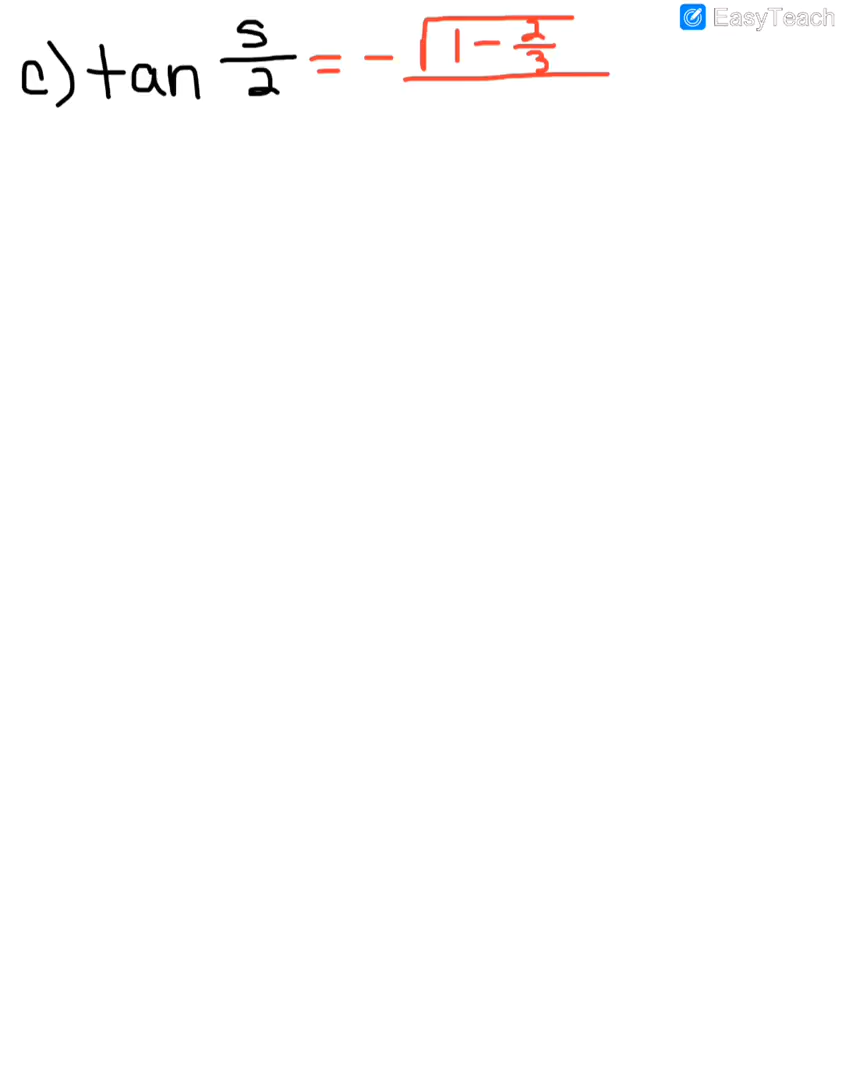 EasyTeach
c) tan s/2 = - √(1 - 2/3)